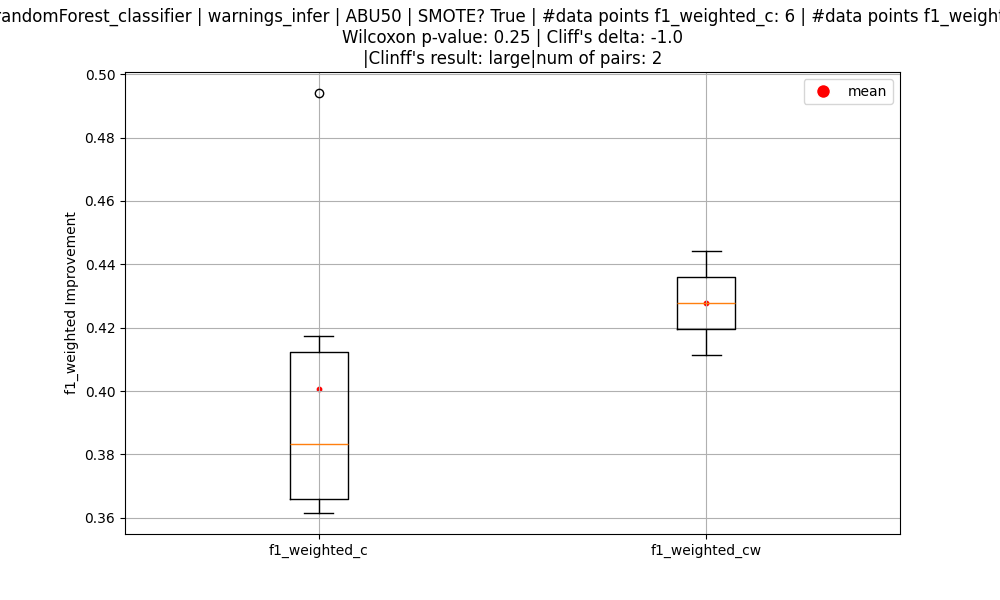 randomForest_classifier | warnings_infer | ABU50 | SMOTE? True | #data points f1_weighted_c: 6 | #data points
Wilcoxon p-value: 0.25 | Cliff's delta: -1.0
|Clinff's result: large|num of pairs: 2
mean
0.50
0.48
0.46
0.44
0.42
0.40
0.38
0.36
f1_weighted Improvement
f1_weighted_c
f1_weighted_cw